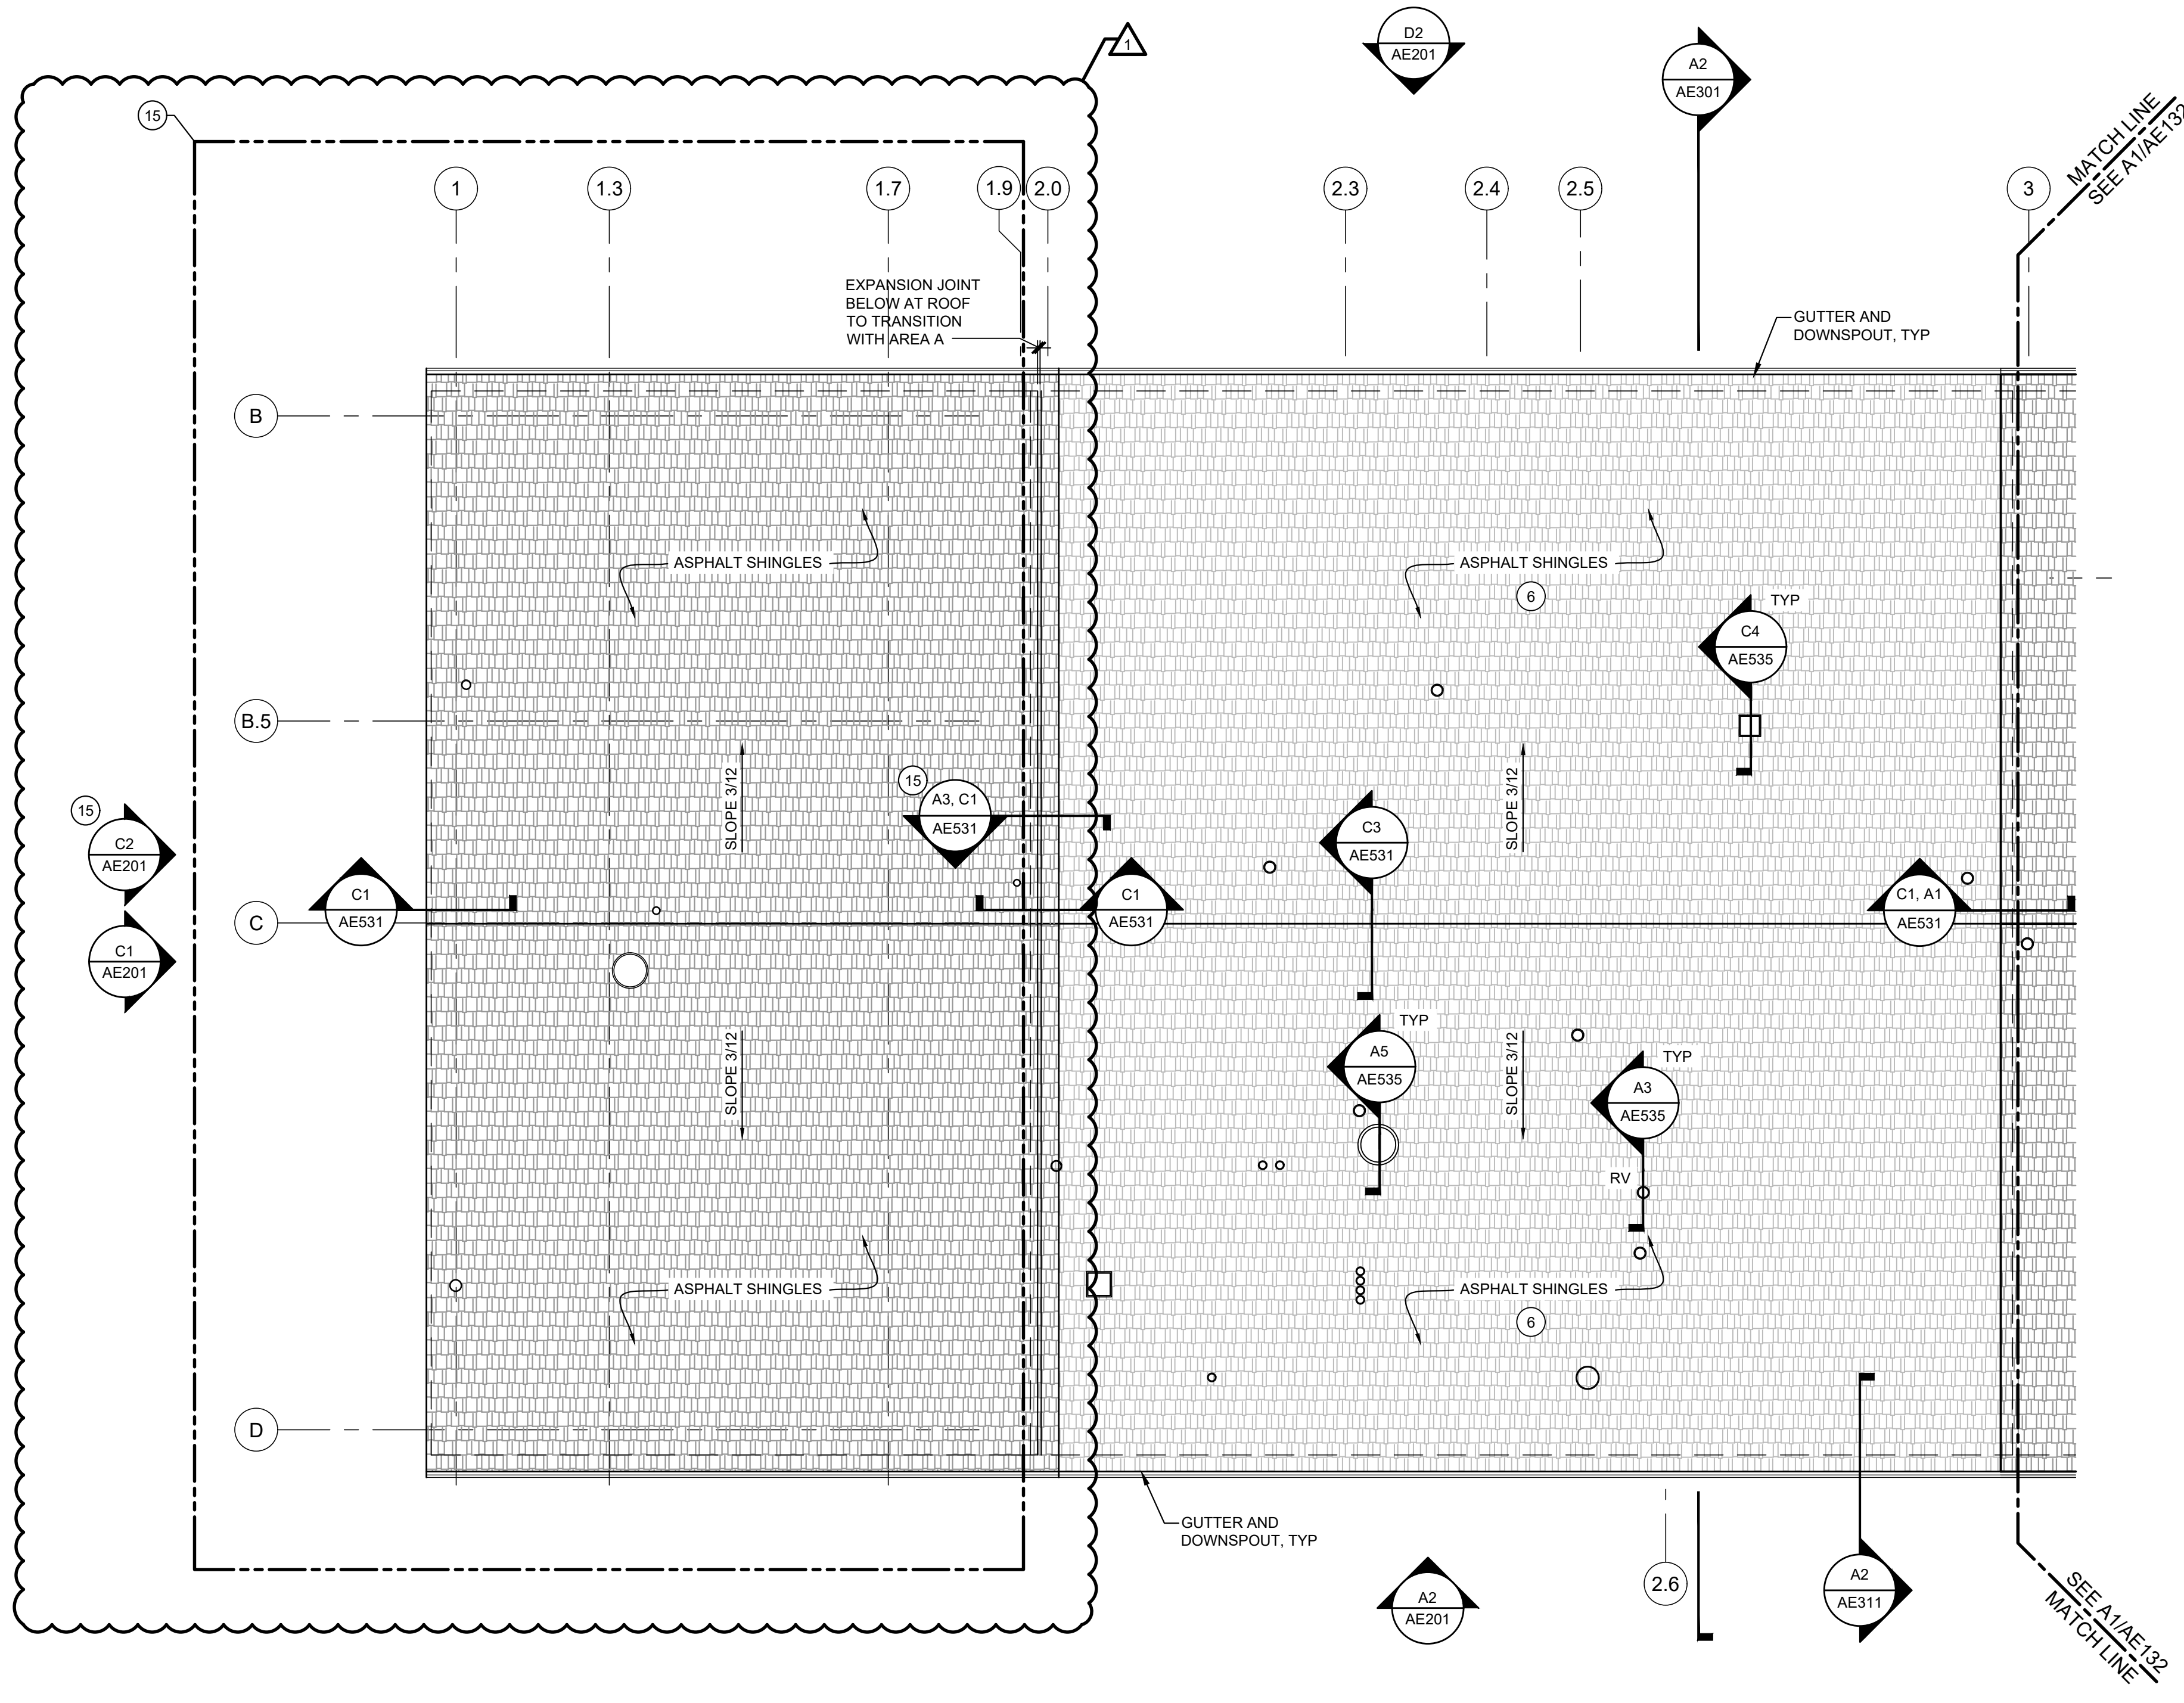 1
D2
AE201
A2
AE301
MATCH LINE
SEE A1/AE132
15
1
1.3
1.7
1.9
2.0
2.3
2.4
2.5
3
EXPANSION JOINT
BELOW AT ROOF
TO TRANSITION
WITH AREA A
GUTTER AND
DOWNSPOUT, TYP
B
ASPHALT SHINGLES
ASPHALT SHINGLES
6
TYP
C4
AE535
B.5
SLOPE 3/12
SLOPE 3/12
15
A3, C1
AE531
15
C2
AE201
C3
AE531
C1
AE531
C1
AE531
C1, A1
AE531
C
C1
AE201
SLOPE 3/12
SLOPE 3/12
TYP
A5
AE535
TYP
A3
AE535
RV
ASPHALT SHINGLES
ASPHALT SHINGLES
6
D
GUTTER AND
DOWNSPOUT, TYP
A2
AE201
2.6
A2
AE311
SEE A1/AE132
MATCH LINE